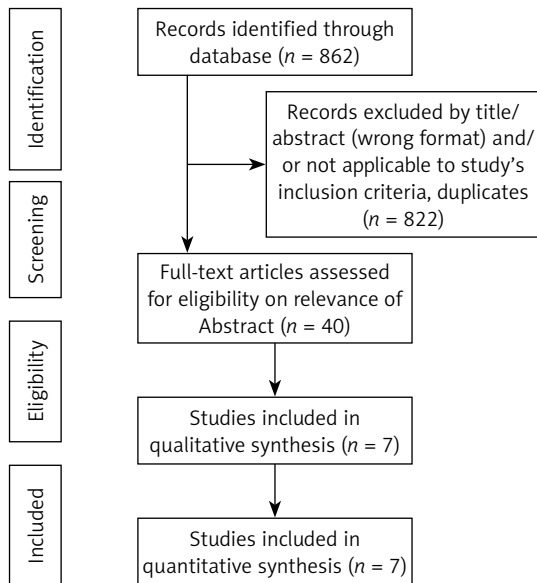 Identification
Records identified through
database (n = 862)
Records excluded by title/
abstract (wrong format) and/
or not applicable to study's
inclusion criteria, duplicates
(n = 822)
Screening
Full-text articles assessed
for eligibility on relevance of
Abstract (n = 40)
Eligibility
Studies included in
qualitative synthesis (n = 7)
Included
Studies included in
quantitative synthesis (n = 7)